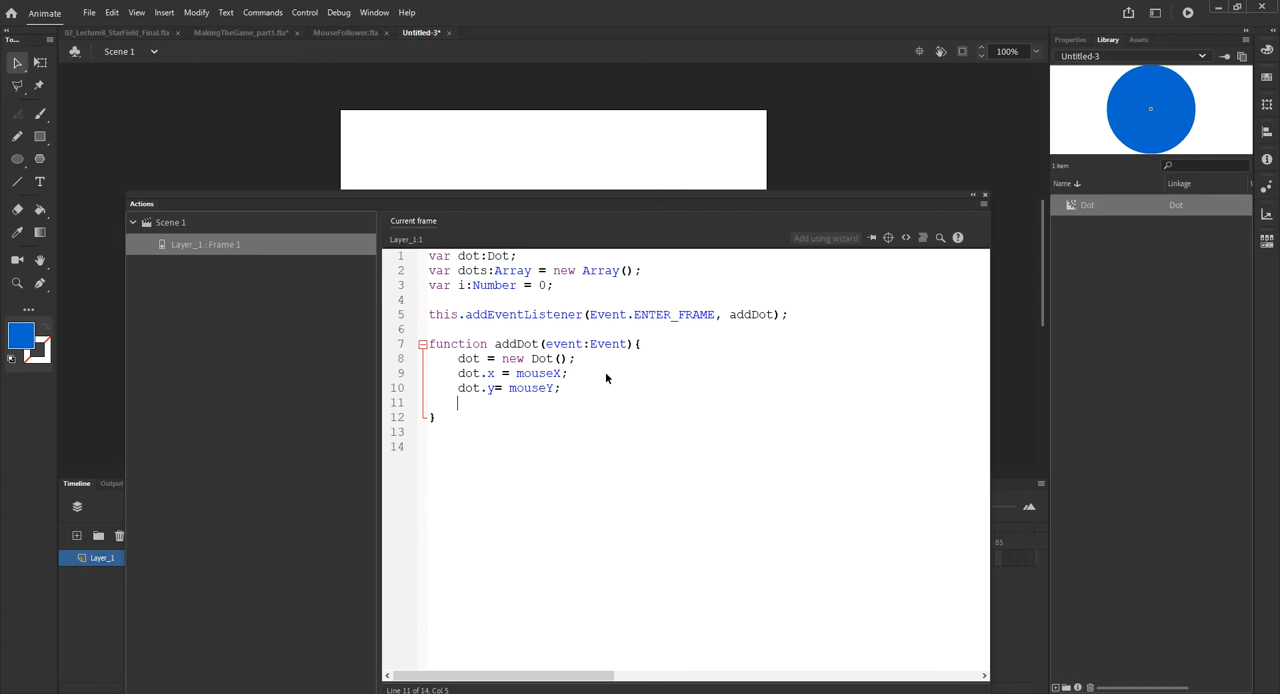 Animate File Edit View Insert Modify Text Commands Control Debug Window Help
02_Lecture8_StarField_Final.fla × MakingTheGame_part1.fla* × MouseFollower.fla × Untitled-3* ×
To...
Scene 1 100%
Properties Library Assets
Untitled-3
1 item
Name Linkage
Dot Dot
Actions
Scene 1
Layer_1 : Frame 1
Current frame
Layer_1:1
Add using wizard
1 var dot:Dot;
2 var dots:Array = new Array();
3 var i:Number = 0;
4
5 this.addEventListener(Event.ENTER_FRAME, addDot);
6
7 function addDot(event:Event){
8 dot = new Dot();
9 dot.x = mouseX;
10 dot.y= mouseY;
11
12 }
13
14
Timeline Output
85
Layer_1
Line 11 of 14, Col 5